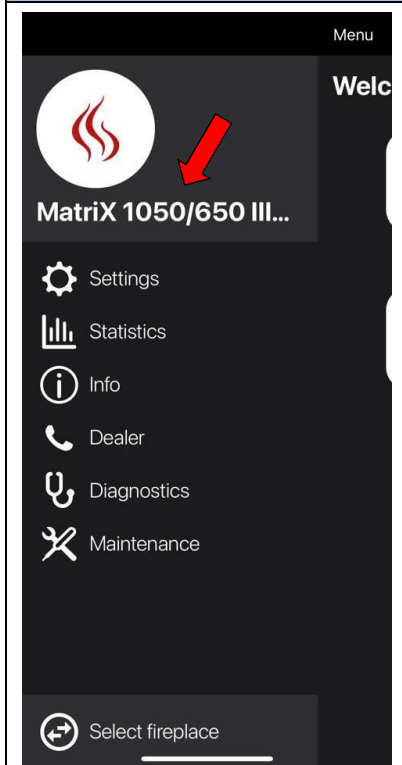 Menu
Welc
MatriX 1050/650 III...
Settings
Statistics
Info
Dealer
Diagnostics
Maintenance
Select fireplace